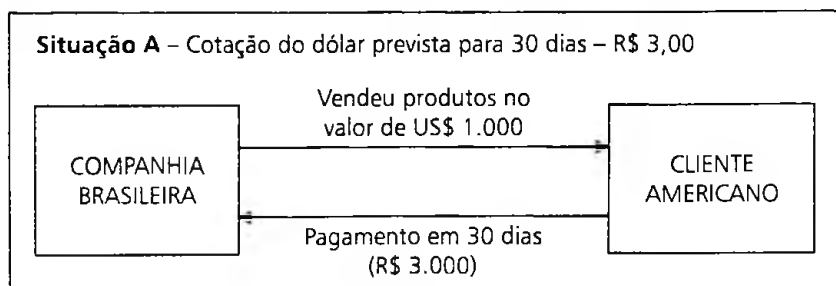 Situação A – Cotação do dólar prevista para 30 dias – R$ 3,00
Vendeu produtos no
valor de US$ 1.000
COMPANHIA
BRASILEIRA
CLIENTE
AMERICANO
Pagamento em 30 dias
(R$ 3.000)